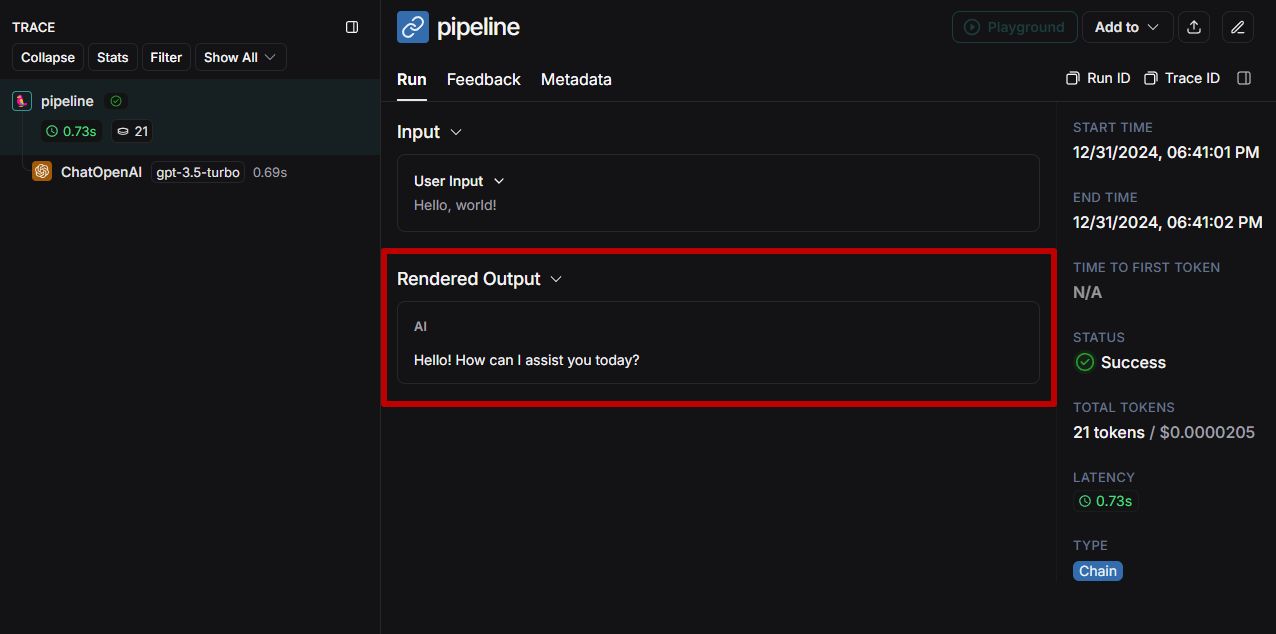 TRACE
Collapse Stats Filter Show All
pipeline
0.73s 21
ChatOpenAI gpt-3.5-turbo 0.69s
pipeline
Playground Add to
Run Feedback Metadata
Run ID Trace ID
Input
User Input
Hello, world!
Rendered Output
AI
Hello! How can I assist you today?
START TIME
12/31/2024, 06:41:01 PM
END TIME
12/31/2024, 06:41:02 PM
TIME TO FIRST TOKEN
N/A
STATUS
Success
TOTAL TOKENS
21 tokens / $0.0000205
LATENCY
0.73s
TYPE
Chain